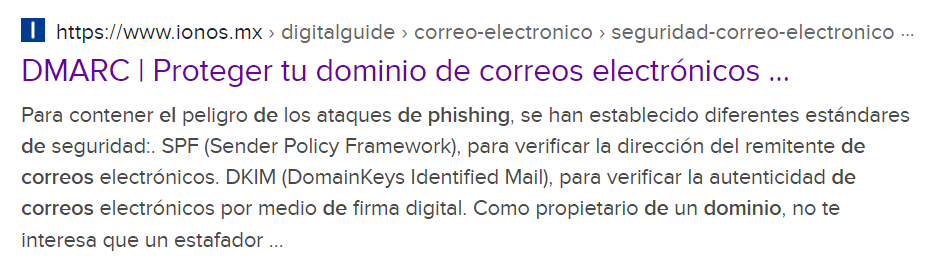 https://www.ionos.mx › digitalguide › correo-electronico › seguridad-correo-electronico ...
DMARC | Proteger tu dominio de correos electrónicos ...
Para contener el peligro de los ataques de phishing, se han establecido diferentes estándares
de seguridad:. SPF (Sender Policy Framework), para verificar la dirección del remitente de
correos electrónicos. DKIM (DomainKeys Identified Mail), para verificar la autenticidad de
correos electrónicos por medio de firma digital. Como propietario de un dominio, no te
interesa que un estafador ...